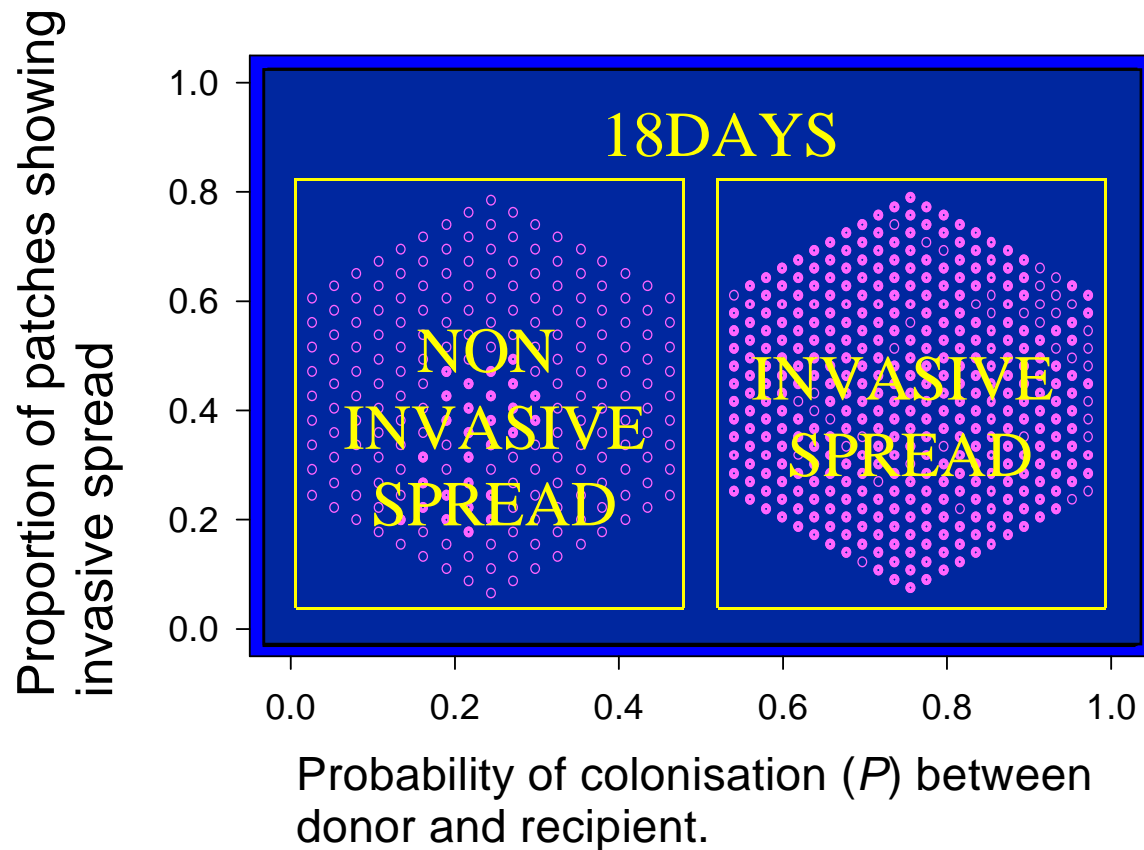 Proportion of patches showing
invasive spread
1.0
0.8
0.6
0.4
0.2
0.0
18DAYS
NON
INVASIVE
SPREAD
INVASIVE
SPREAD
0.0 0.2 0.4 0.6 0.8 1.0
Probability of colonisation (P) between
donor and recipient.